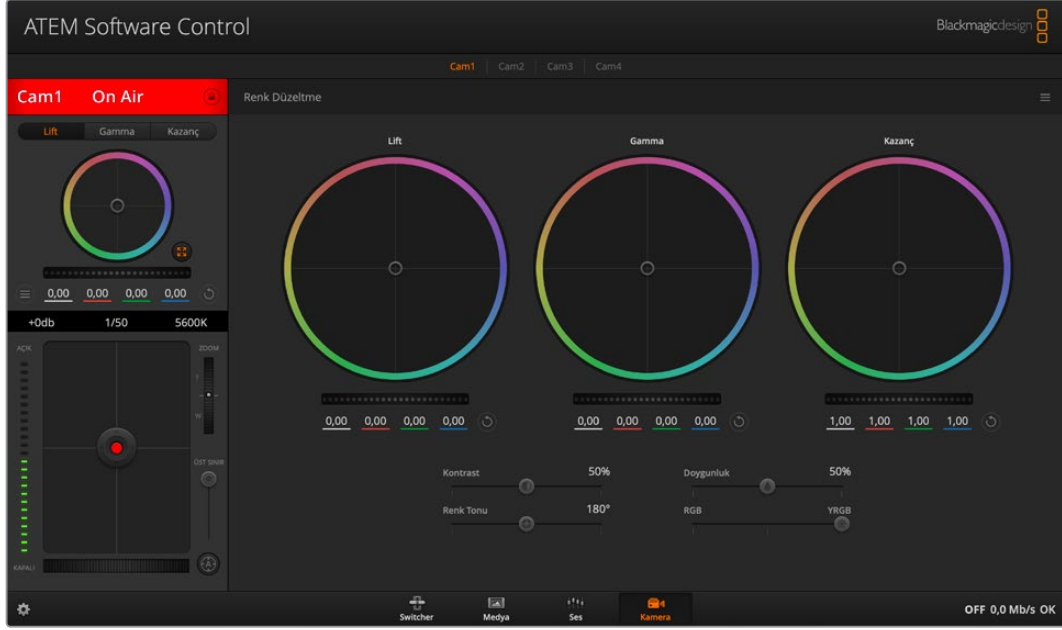 ATEM Software Control
Blackmagicdesign
Cam1 Cam2 Cam3 Cam4
Cam1 On Air
Renk Düzeltme
Lift Gamma Kazanç
Lift Gamma Kazanç
0,00 0,00 0,00 0,00
+0db 1/50 5600K
AÇIK
ZOOM
T
W
ÜST SINIR
A
KAPALI
0,00 0,00 0,00 0,00
0,00 0,00 0,00 0,00
1,00 1,00 1,00 1,00
Kontrast 50%
Doygunluk 50%
Renk Tonu 180°
RGB YRGB
Switcher Medya Ses Kamera
OFF 0,0 Mb/s OK